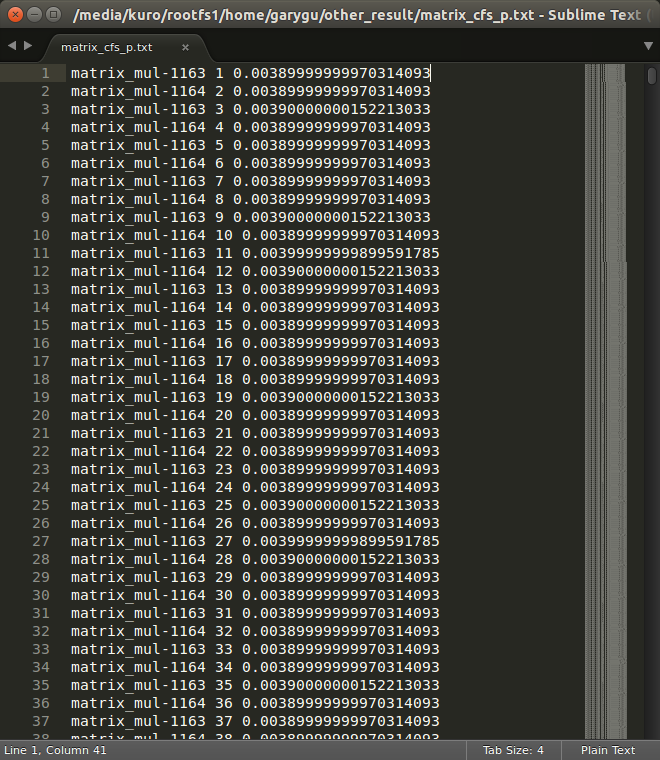 /media/kuro/rootfs1/home/garygu/other_result/matrix_cfs_p.txt - Sublime Text (
matrix_cfs_p.txt ×
1 matrix_mul-1163 1 0.00389999999970314093
2 matrix_mul-1164 2 0.00389999999970314093
3 matrix_mul-1163 3 0.00390000000152213033
4 matrix_mul-1164 4 0.00389999999970314093
5 matrix_mul-1163 5 0.00389999999970314093
6 matrix_mul-1164 6 0.00389999999970314093
7 matrix_mul-1163 7 0.00389999999970314093
8 matrix_mul-1164 8 0.00389999999970314093
9 matrix_mul-1163 9 0.00390000000152213033
10 matrix_mul-1164 10 0.00389999999970314093
11 matrix_mul-1163 11 0.00399999999899591785
12 matrix_mul-1164 12 0.00390000000152213033
13 matrix_mul-1163 13 0.00389999999970314093
14 matrix_mul-1164 14 0.00389999999970314093
15 matrix_mul-1163 15 0.00389999999970314093
16 matrix_mul-1164 16 0.00389999999970314093
17 matrix_mul-1163 17 0.00389999999970314093
18 matrix_mul-1164 18 0.00389999999970314093
19 matrix_mul-1163 19 0.00390000000152213033
20 matrix_mul-1164 20 0.00389999999970314093
21 matrix_mul-1163 21 0.00389999999970314093
22 matrix_mul-1164 22 0.00389999999970314093
23 matrix_mul-1163 23 0.00389999999970314093
24 matrix_mul-1164 24 0.00389999999970314093
25 matrix_mul-1163 25 0.00390000000152213033
26 matrix_mul-1164 26 0.00389999999970314093
27 matrix_mul-1163 27 0.00399999999899591785
28 matrix_mul-1164 28 0.00390000000152213033
29 matrix_mul-1163 29 0.00389999999970314093
30 matrix_mul-1164 30 0.00389999999970314093
31 matrix_mul-1163 31 0.00389999999970314093
32 matrix_mul-1164 32 0.00389999999970314093
33 matrix_mul-1163 33 0.00389999999970314093
34 matrix_mul-1164 34 0.00389999999970314093
35 matrix_mul-1163 35 0.00390000000152213033
36 matrix_mul-1164 36 0.00389999999970314093
37 matrix_mul-1163 37 0.00389999999970314093
38 matrix_mul-1164 38 0.00389999999970314093
Line 1, Column 41 Tab Size: 4 Plain Text